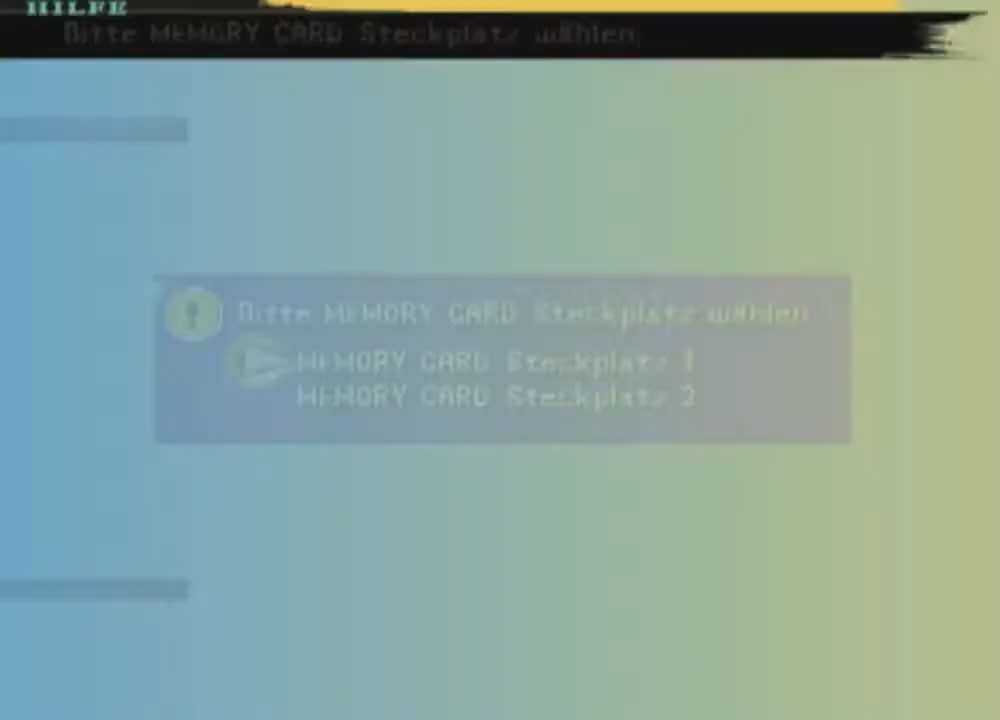 HILFE
Bitte MEMORY CARD Steckplatz wählen.
Bitte MEMORY CARD Steckplatz wählen.
MEMORY CARD Steckplatz 1
MEMORY CARD Steckplatz 2